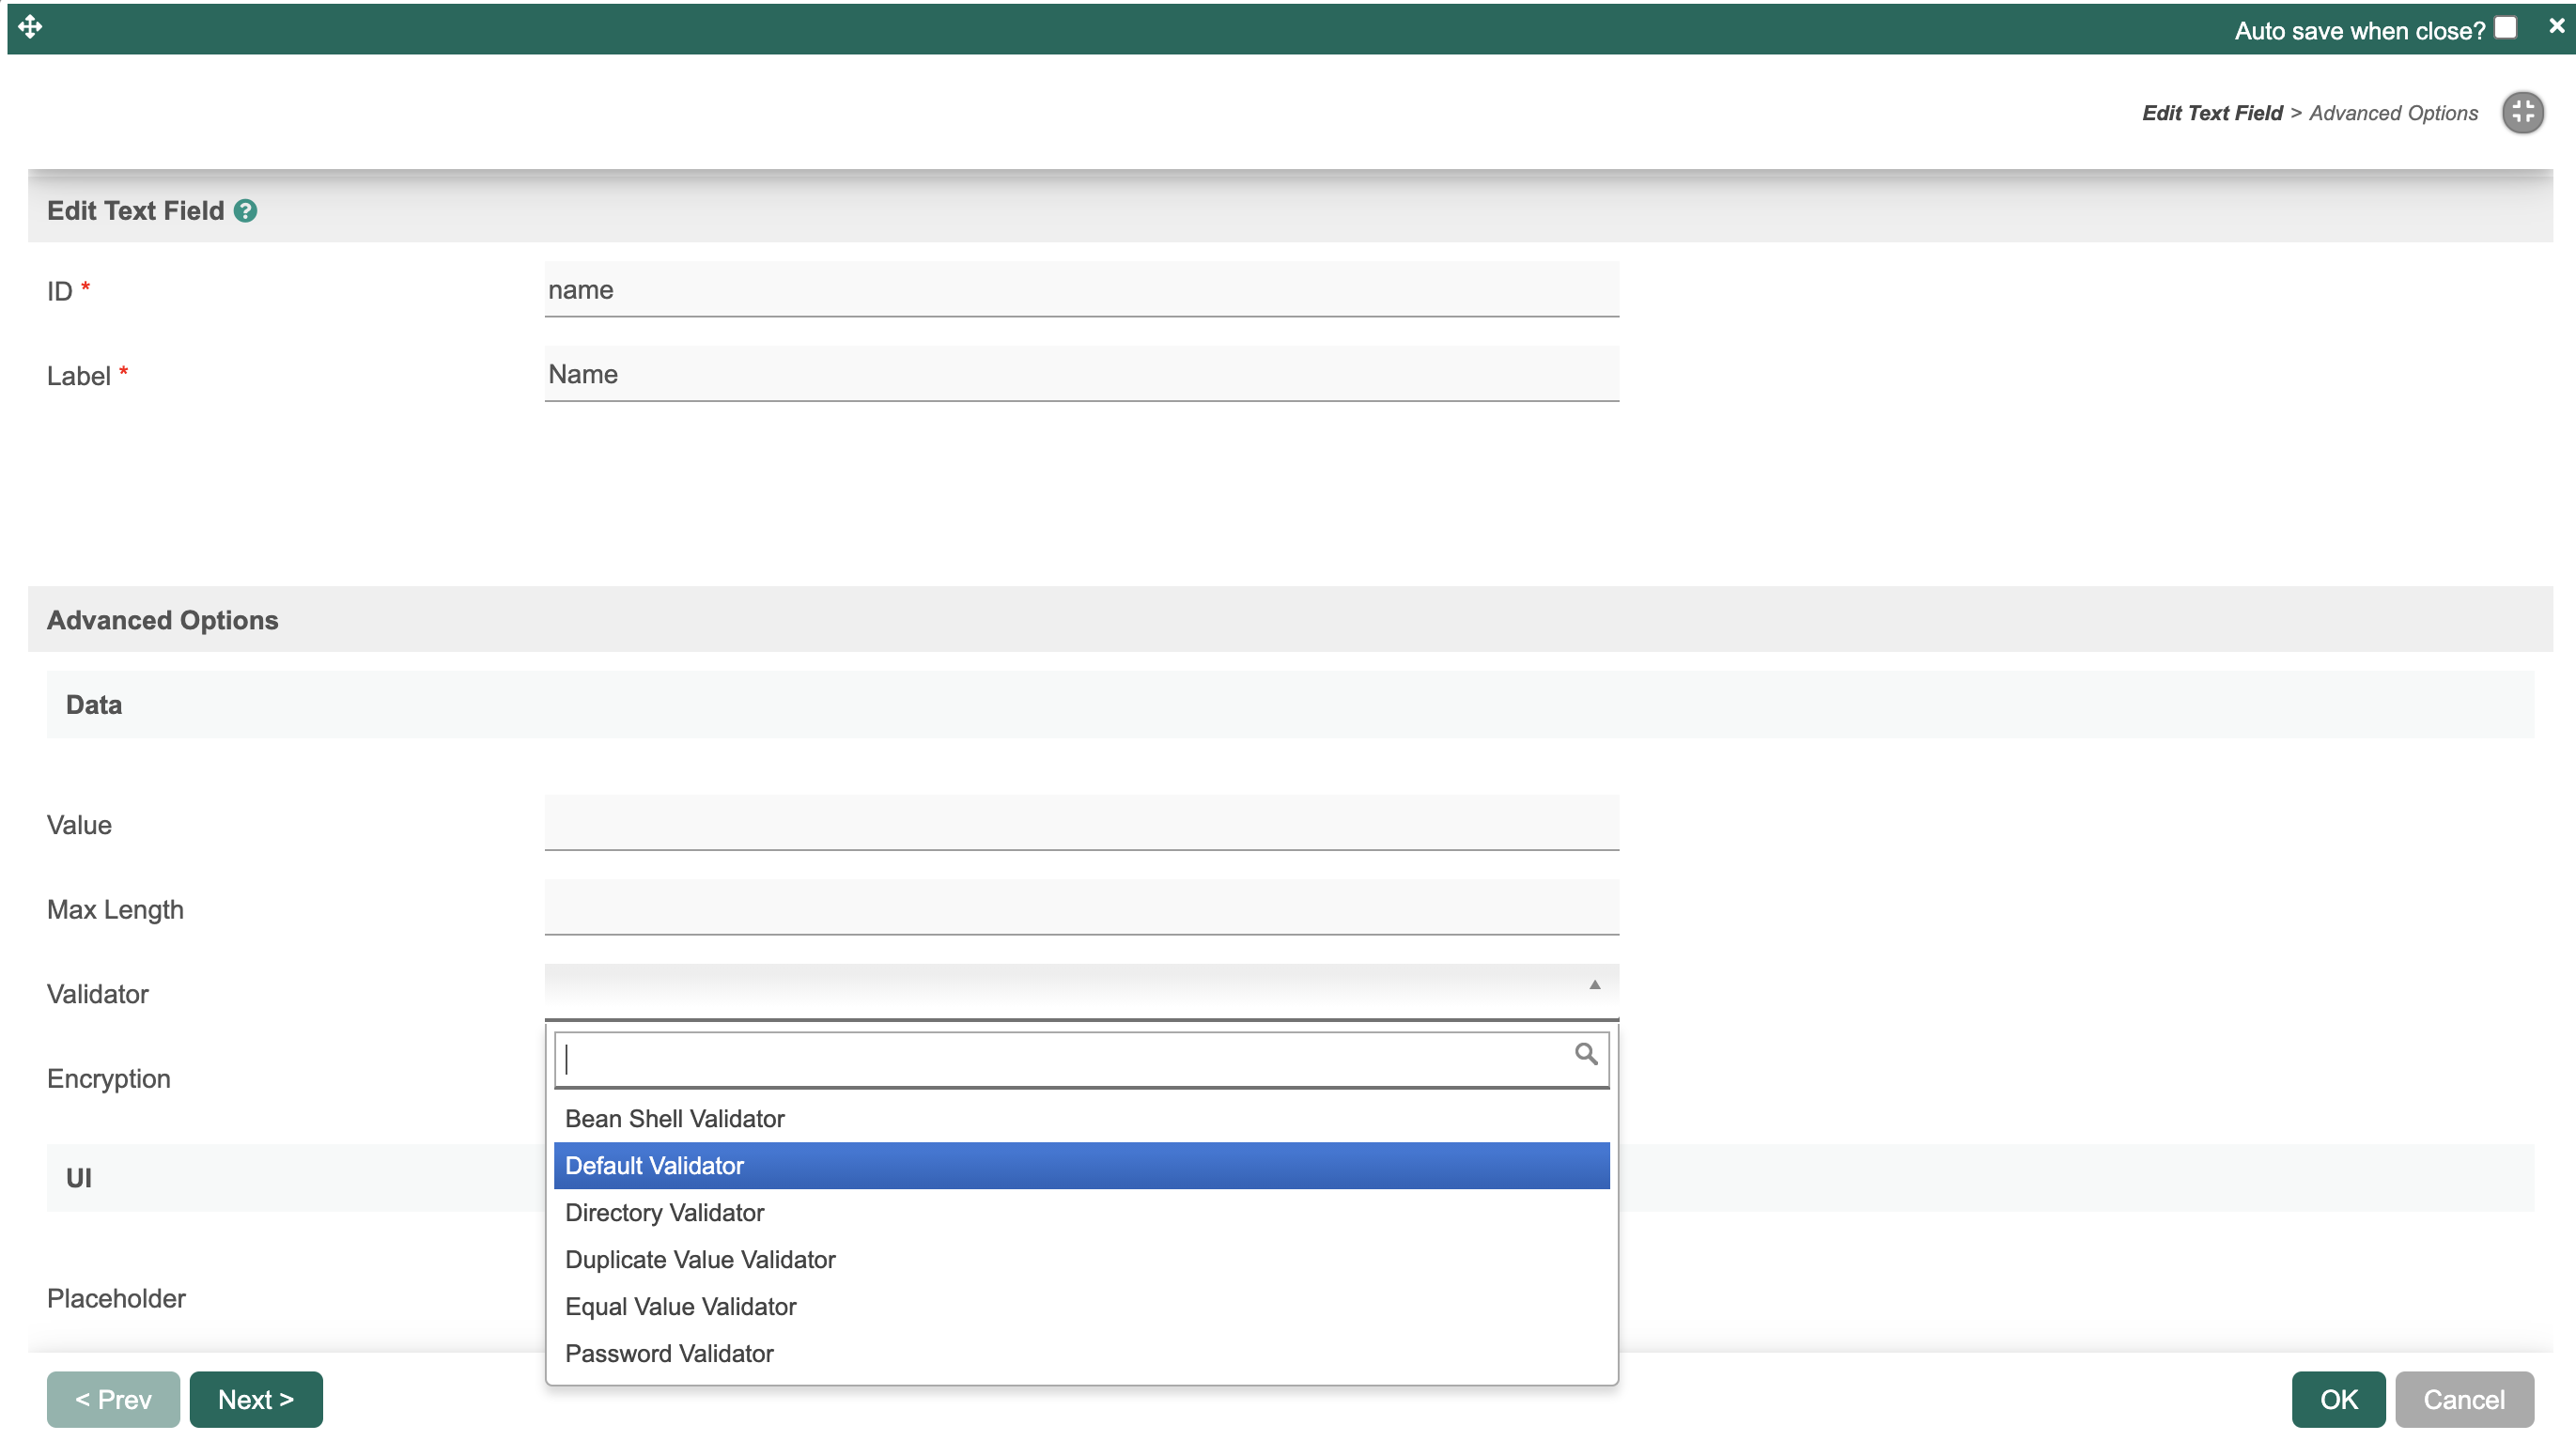 Auto save when close?
Edit Text Field > Advanced Options
Edit Text Field
ID *
name
Label *
Name
Advanced Options
Data
Value
Max Length
Validator
Encryption
Bean Shell Validator
Default Validator
Directory Validator
Duplicate Value Validator
Equal Value Validator
Password Validator
UI
Placeholder
< Prev
Next >
OK
Cancel